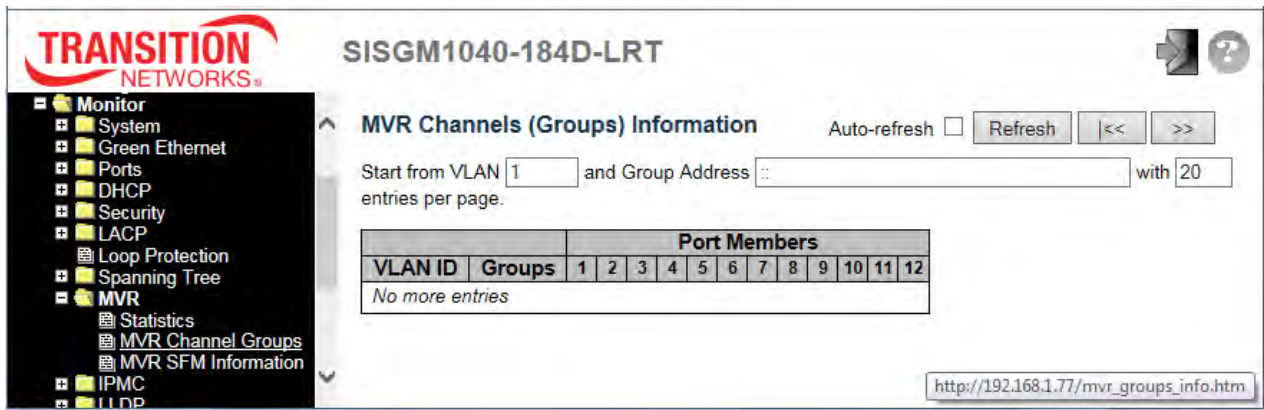 TRANSITION
NETWORKS®
SISGM1040-184D-LRT
Monitor
System
Green Ethernet
Ports
DHCP
Security
LACP
Loop Protection
Spanning Tree
MVR
Statistics
MVR Channel Groups
MVR SFM Information
IPMC
LLDP
MVR Channels (Groups) Information
Auto-refresh Refresh |<< >>
Start from VLAN 1 and Group Address :: with 20
entries per page.
Port Members
VLAN ID Groups 1 2 3 4 5 6 7 8 9 10 11 12
No more entries
http://192.168.1.77/mvr_groups_info.htm